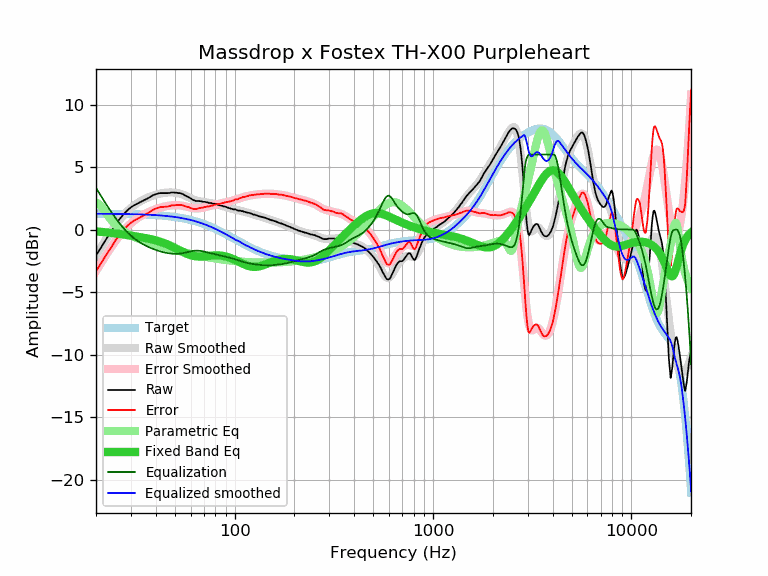 Massdrop x Fostex TH-X00 Purpleheart
Amplitude (dBr)
10
5
0
−5
−10
−15
−20
Target
Raw Smoothed
Error Smoothed
Raw
Error
Parametric Eq
Fixed Band Eq
Equalization
Equalized smoothed
100 1000 10000
Frequency (Hz)